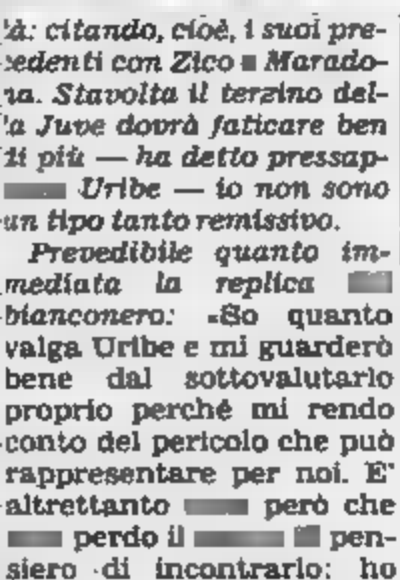 'à: citando, cioè, i suoi pre-
cedenti con Zico Marado-
na. Stavolta il terzino del-
la Juve dovrà faticare ben
di più — ha detto pressap-
Uribe — io non sono
un tipo tanto remissivo.
Prevedibile quanto im-
mediata la replica
bianconero: «So quanto
valga Uribe e mi guarderò
bene dal sottovalutarlo
proprio perché mi rendo
conto del pericolo che può
rappresentare per noi. E'
altrettanto però che
perdo il pen-
siero di incontrarlo: ho